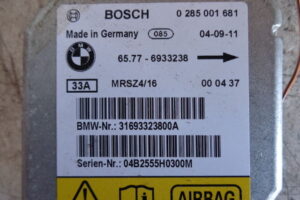 BOSCH 0 285 001 681
Made in Germany 085 04-09-11
BMW 65.77 - 6933238
33A MRSZ4/16 00 04 37
BMW-Nr.: 31693323800A
Serien-Nr.: 04B2555H0300M
AIRBAG